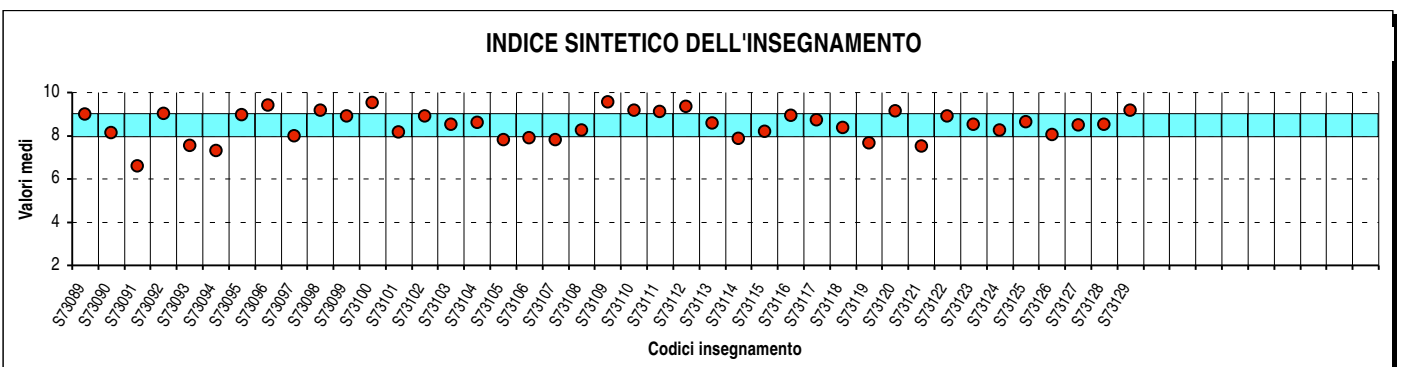 INDICE SINTETICO DELL'INSEGNAMENTO
10
8
6
4
2
Valori medi
S73089
S73090
S73091
S73092
S73093
S73094
S73095
S73096
S73097
S73098
S73099
S73100
S73101
S73102
S73103
S73104
S73105
S73106
S73107
S73108
S73109
S73110
S73111
S73112
S73113
S73114
S73115
S73116
S73117
S73118
S73119
S73120
S73121
S73122
S73123
S73124
S73125
S73126
S73127
S73128
S73129
Codici insegnamento